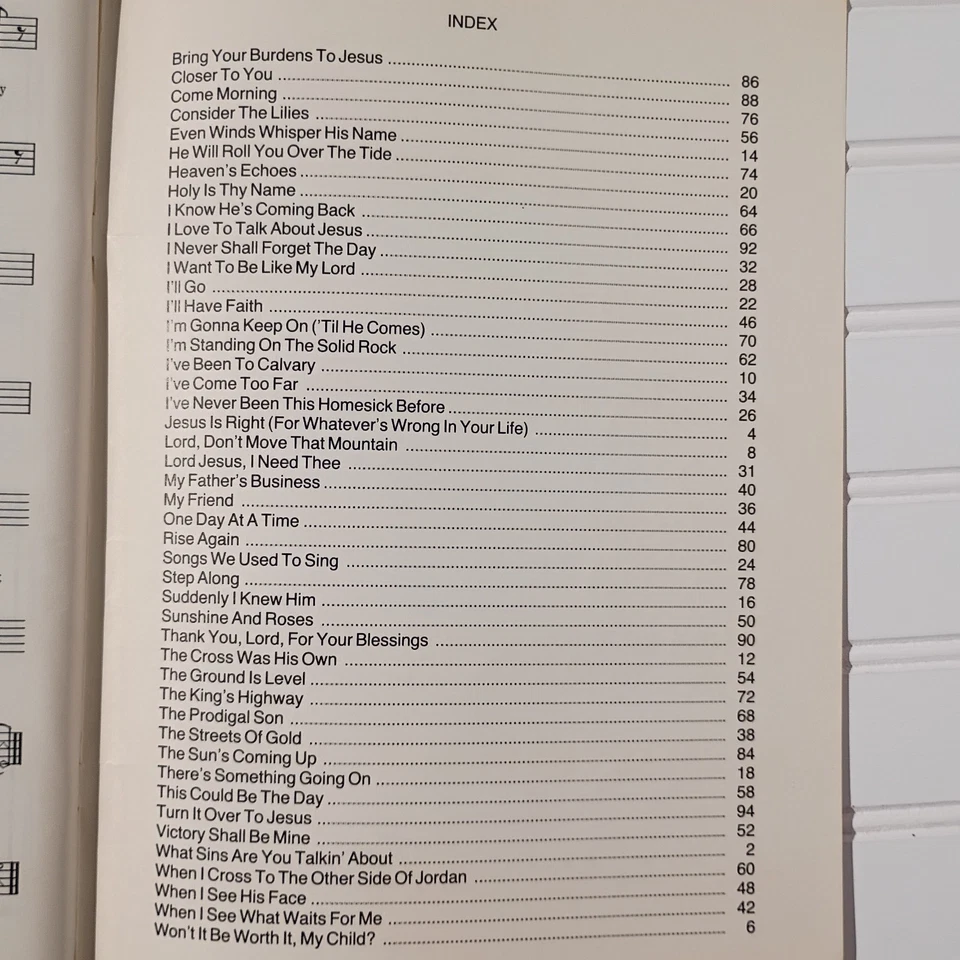 INDEX
Bring Your Burdens To Jesus ........ 86
Closer To You ........ 88
Come Morning ........ 76
Consider The Lilies ........ 56
Even Winds Whisper His Name ........ 14
He Will Roll You Over The Tide ........ 74
Heaven's Echoes ........ 20
Holy Is Thy Name ........ 64
I Know He's Coming Back ........ 66
I Love To Talk About Jesus ........ 92
I Never Shall Forget The Day ........ 32
I Want To Be Like My Lord ........ 28
I'll Go ........ 22
I'll Have Faith ........ 46
I'm Gonna Keep On ('Til He Comes) ........ 70
I'm Standing On The Solid Rock ........ 62
I've Been To Calvary ........ 10
I've Come Too Far ........ 34
I've Never Been This Homesick Before ........ 26
Jesus Is Right (For Whatever's Wrong In Your Life) ........ 4
Lord, Don't Move That Mountain ........ 8
Lord Jesus, I Need Thee ........ 31
My Father's Business ........ 40
My Friend ........ 36
One Day At A Time ........ 44
Rise Again ........ 80
Songs We Used To Sing ........ 24
Step Along ........ 78
Suddenly I Knew Him ........ 16
Sunshine And Roses ........ 50
Thank You, Lord, For Your Blessings ........ 90
The Cross Was His Own ........ 12
The Ground Is Level ........ 54
The King's Highway ........ 72
The Prodigal Son ........ 68
The Streets Of Gold ........ 38
The Sun's Coming Up ........ 84
There's Something Going On ........ 18
This Could Be The Day ........ 58
Turn It Over To Jesus ........ 94
Victory Shall Be Mine ........ 52
What Sins Are You Talkin' About ........ 2
When I Cross To The Other Side Of Jordan ........ 60
When I See His Face ........ 48
When I See What Waits For Me ........ 42
Won't It Be Worth It, My Child? ........ 6